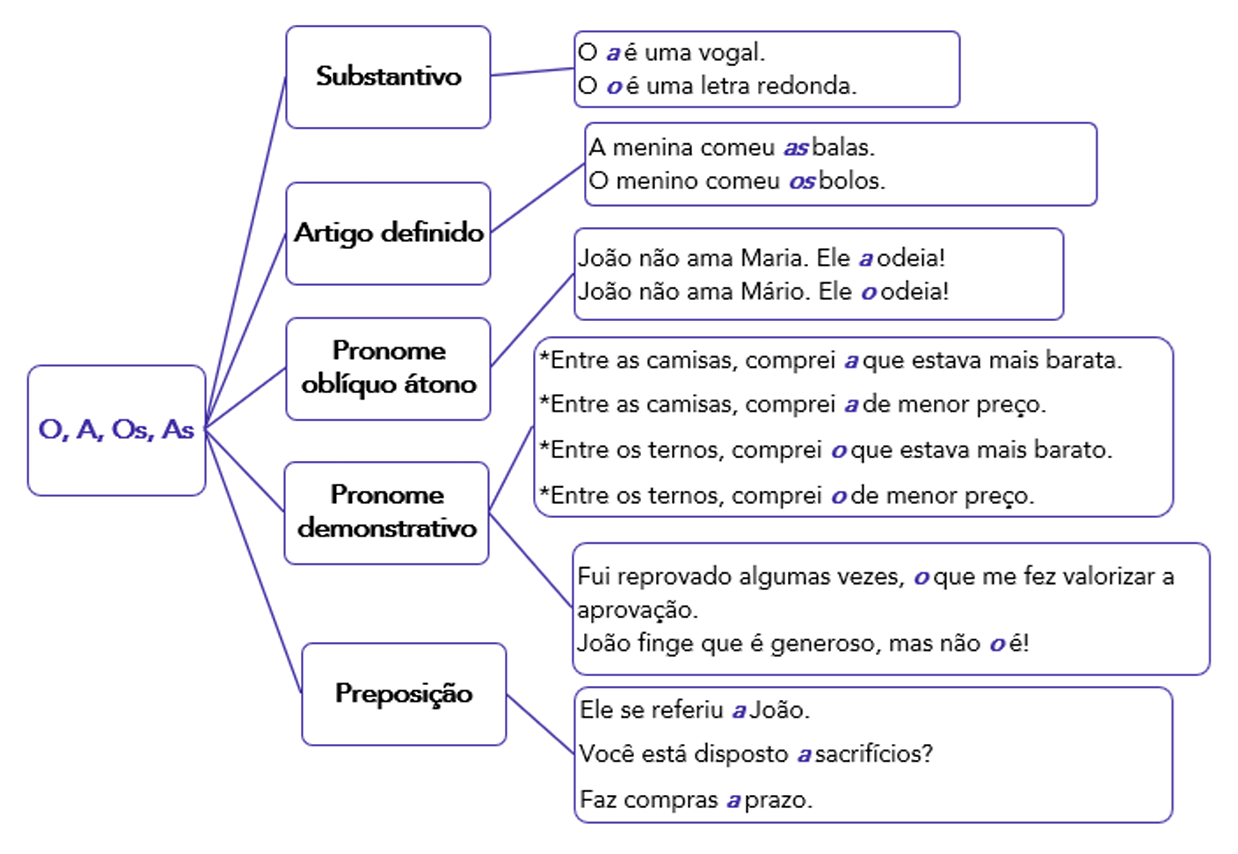 O, A, Os, As
Substantivo
O a é uma vogal.
O o é uma letra redonda.
Artigo definido
A menina comeu as balas.
O menino comeu os bolos.
Pronome
oblíquo átono
João não ama Maria. Ele a odeia!
João não ama Mário. Ele o odeia!
Pronome
demonstrativo
*Entre as camisas, comprei a que estava mais barata.
*Entre as camisas, comprei a de menor preço.
*Entre os ternos, comprei o que estava mais barato.
*Entre os ternos, comprei o de menor preço.
Fui reprovado algumas vezes, o que me fez valorizar a
aprovação.
João finge que é generoso, mas não o é!
Preposição
Ele se referiu a João.
Você está disposto a sacrifícios?
Faz compras a prazo.